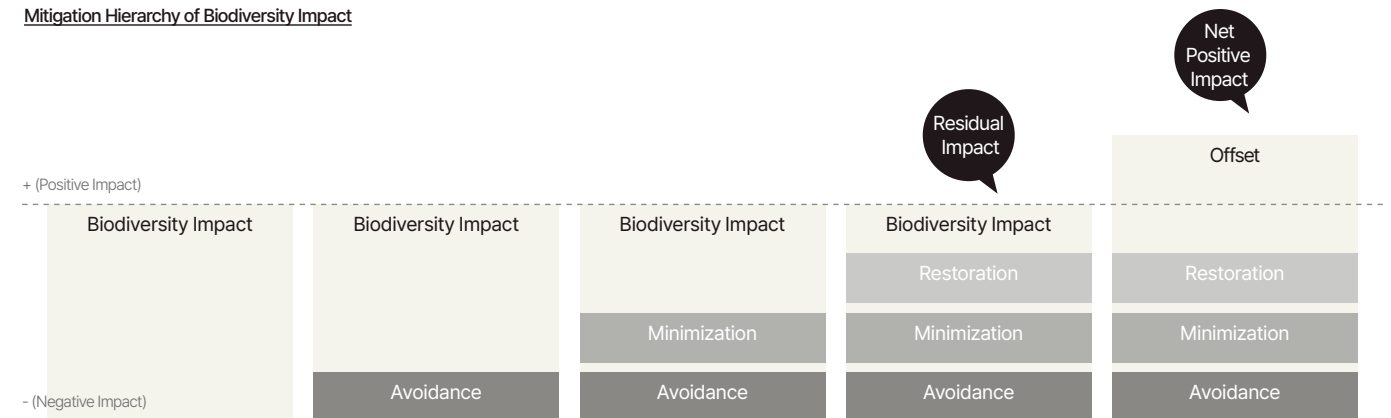 Mitigation Hierarchy of Biodiversity Impact
Net
Positive
Impact
Residual
Impact
Offset
+ (Positive Impact)
Biodiversity Impact
Biodiversity Impact
Biodiversity Impact
Biodiversity Impact
Restoration
Restoration
Minimization
Minimization
Minimization
Avoidance
Avoidance
Avoidance
Avoidance
- (Negative Impact)